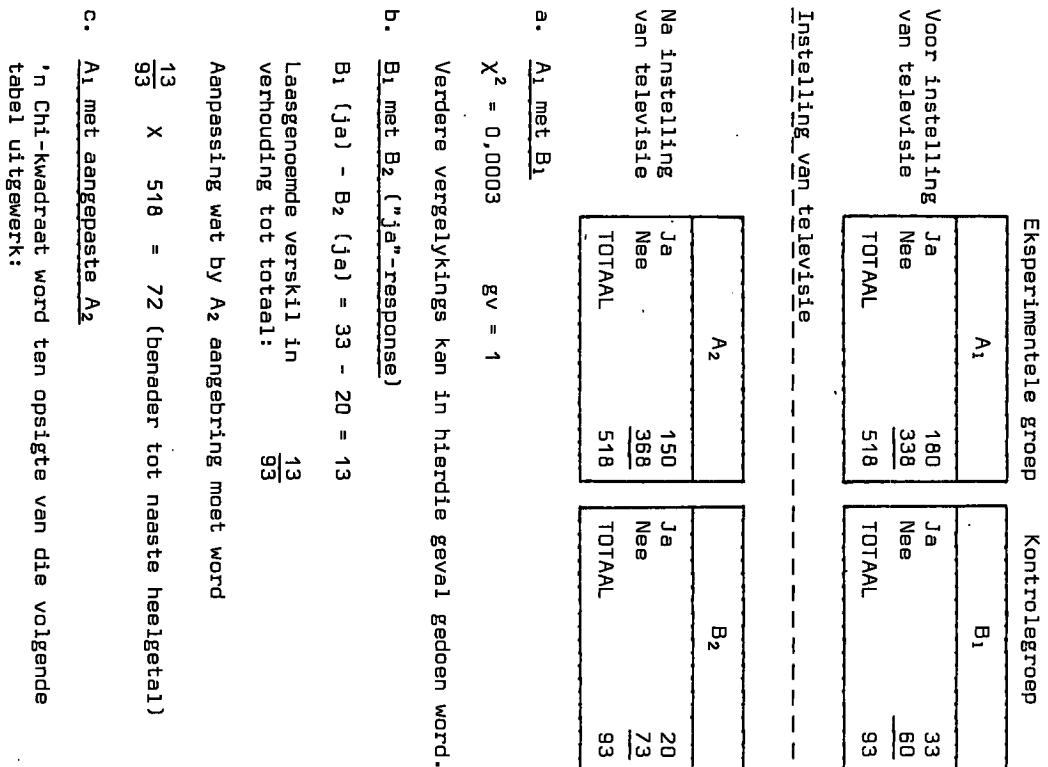 Eksperimentele groep Kontrolegroep
A₁ B₁
Voor instelling Ja 180 Ja 33
van televisie Nee 338 Nee 60
TOTAAL 518 TOTAAL 93
Instelling van televisie
A₂ B₂
Na instelling Ja 150 Ja 20
van televisie Nee 368 Nee 73
TOTAAL 518 TOTAAL 93
a. A₁ met B₁
X² = 0,0003 gv = 1
Verdere vergelykings kan in hierdie geval gedoen word.
b. B₁ met B₂ ("ja"-response)
B₁ (ja) - B₂ (ja) = 33 - 20 = 13
Laasgenoemde verskil in
verhouding tot totaal: 13/93
Aanpassing wat by A₂ aangebring moet word
13/93 X 518 = 72 (benader tot naaste heelgetal)
c. A₁ met aangepaste A₂
'n Chi-kwadraat word ten opsigte van die volgende
tabel uitgewerk: